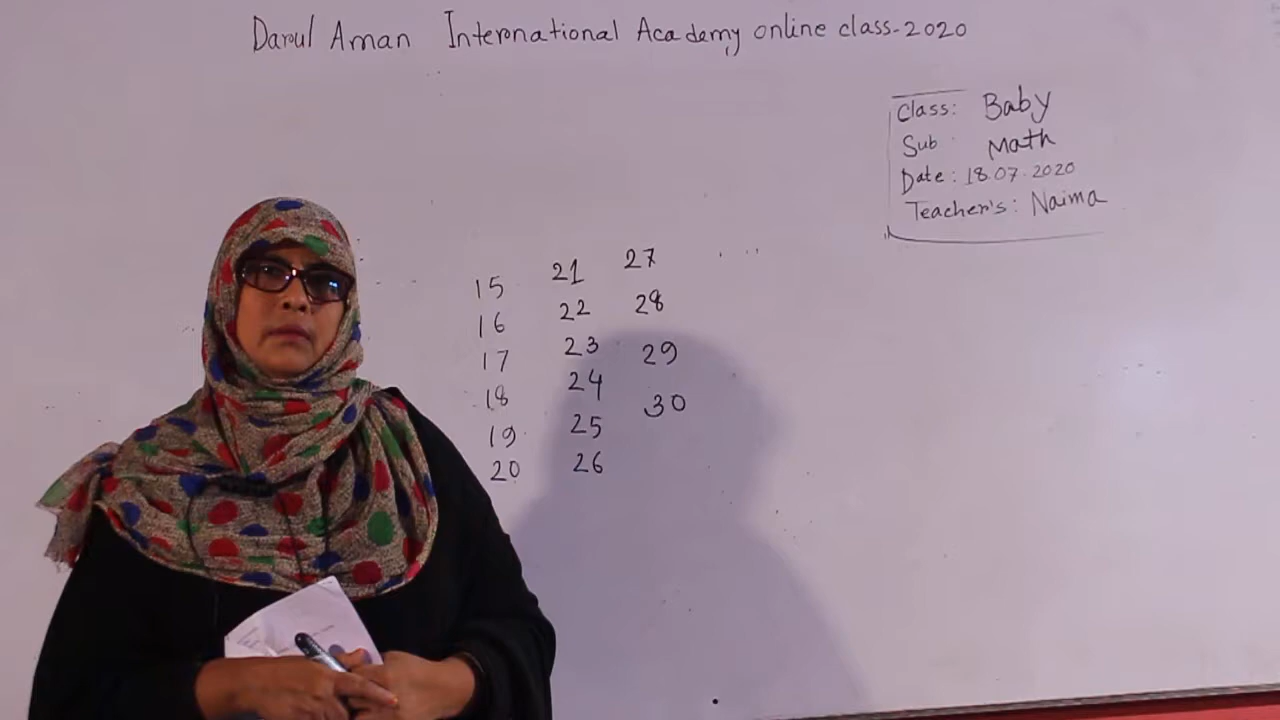 Darul Aman International Academy online class-2020
Class: Baby
Sub Math
Date: 18.07.2020
Teacher's: Naima
15 21 27
16 22 28
17 23 29
18 24 30
19 25
20 26